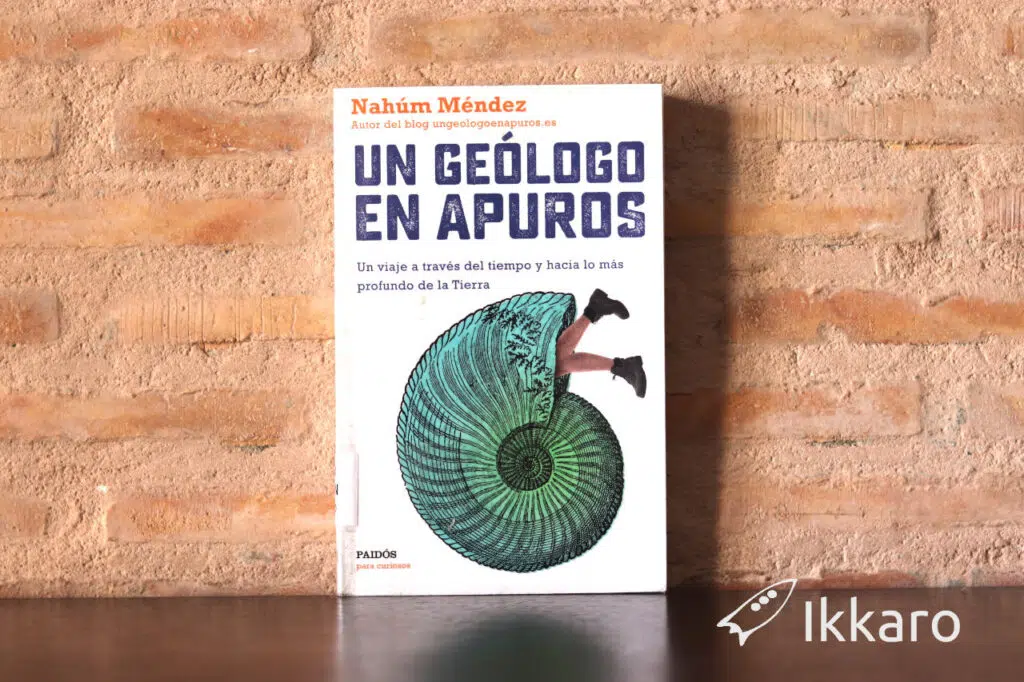 Nahúm Méndez
Autor del blog ungeologoenapuros.es
UN GEÓLOGO
EN APUROS
Un viaje a través del tiempo y hacia lo más
profundo de la Tierra
PAIDÓS
para curiosos
Ikkaro